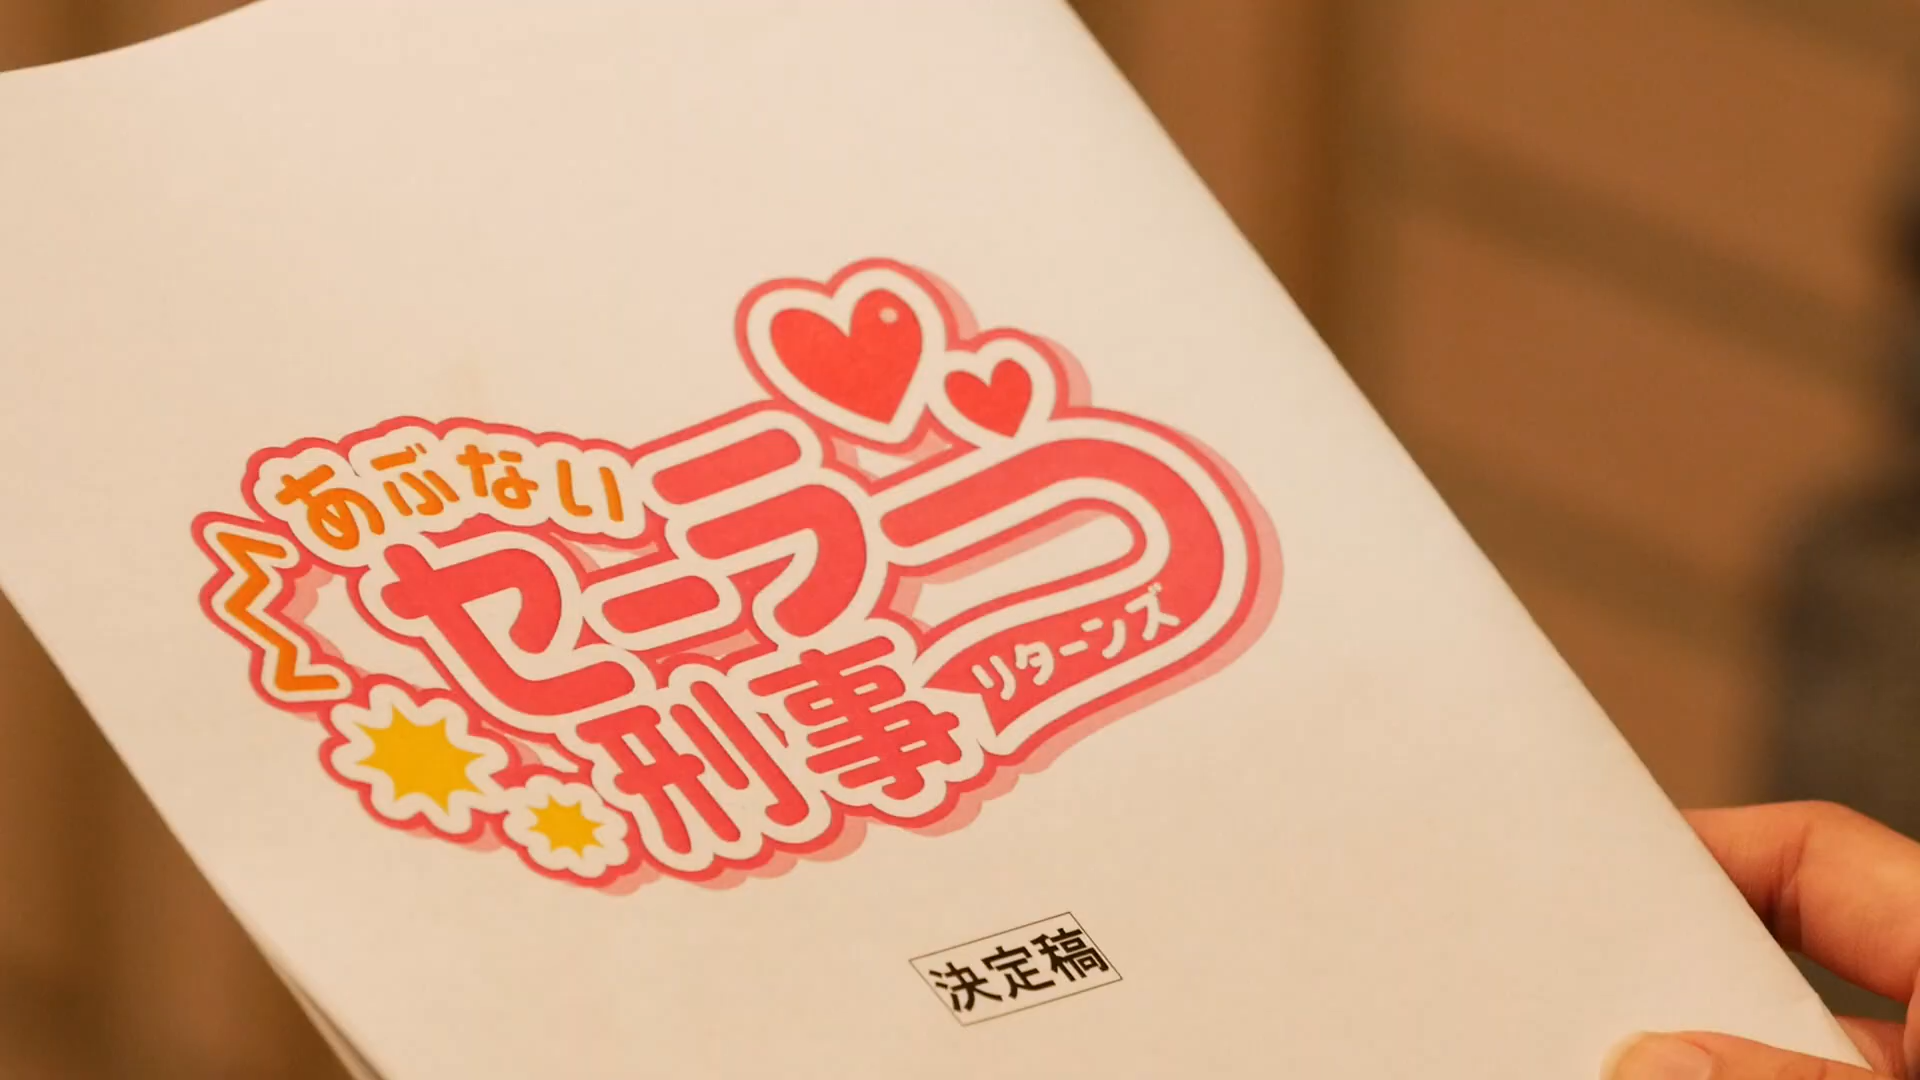 あぶない
セーラー
刑事
リターンズ
決定稿